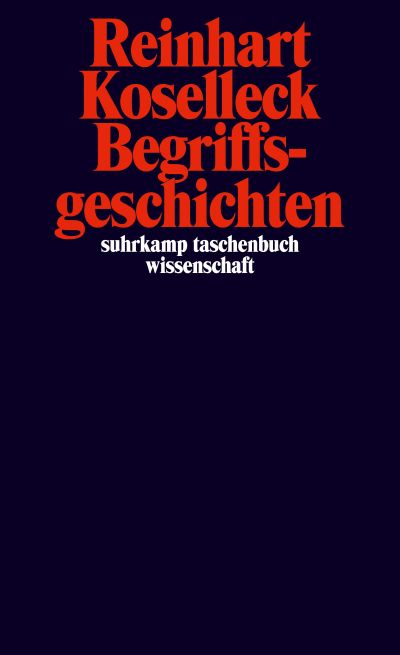 Reinhart
Koselleck
Begriffs-
geschichten
suhrkamp taschenbuch
wissenschaft